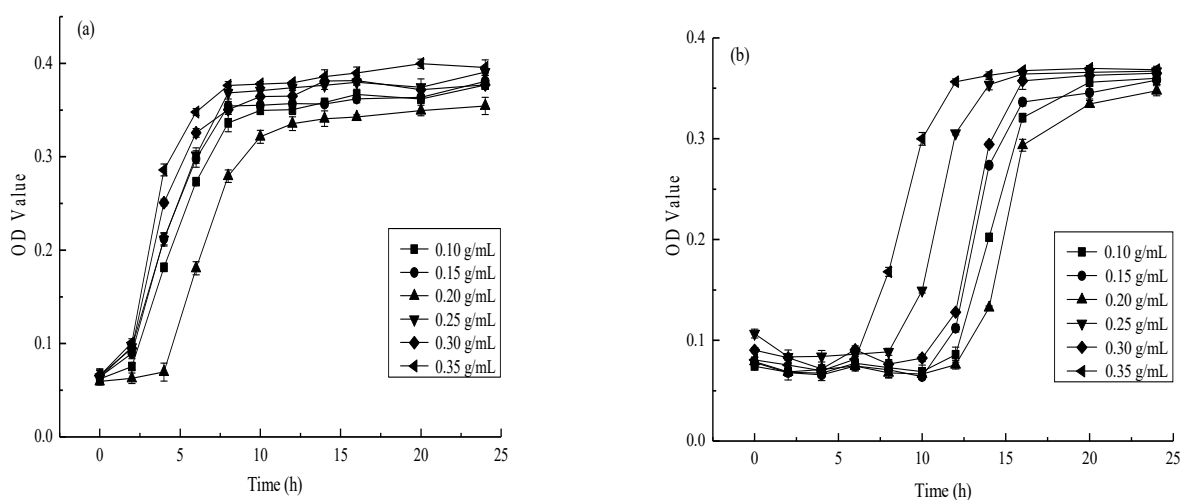 (a)
0.4
0.3
0.2
0.1
0.0
OD Value
0.10 g/mL
0.15 g/mL
0.20 g/mL
0.25 g/mL
0.30 g/mL
0.35 g/mL
0 5 10 15 20 25
Time (h)
(b)
0.4
0.3
0.2
0.1
0.0
OD Value
0.10 g/mL
0.15 g/mL
0.20 g/mL
0.25 g/mL
0.30 g/mL
0.35 g/mL
0 5 10 15 20 25
Time (h)